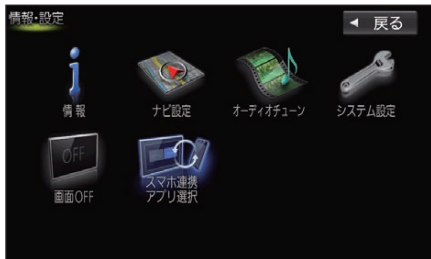 情報・設定
◀ 戻る
情報
ナビ設定
オーディオチューン
システム設定
OFF
画面OFF
スマホ連携
アプリ選択